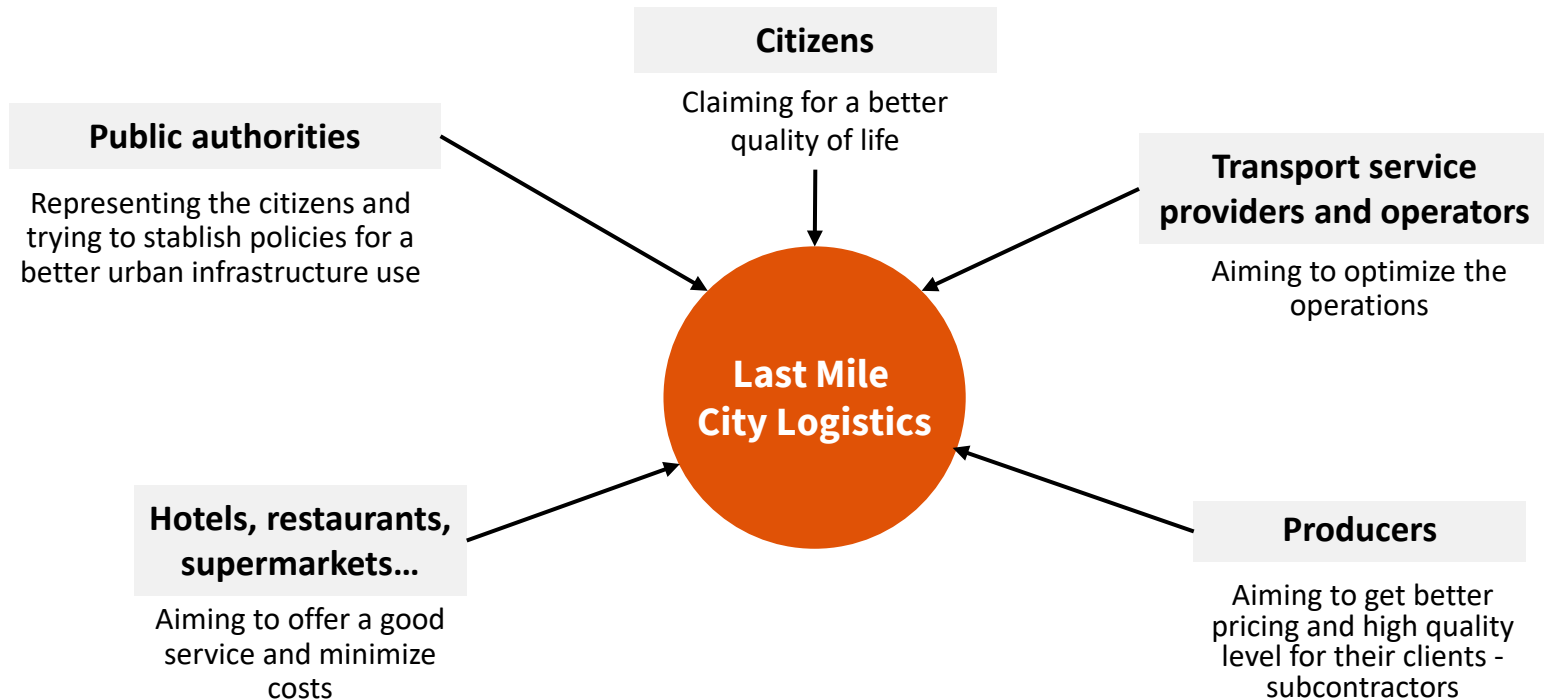 Citizens
Claiming for a better
quality of life
Public authorities
Representing the citizens and
trying to stablish policies for a
better urban infrastructure use
Transport service
providers and operators
Aiming to optimize the
operations
Last Mile
City Logistics
Hotels, restaurants,
supermarkets…
Aiming to offer a good
service and minimize
costs
Producers
Aiming to get better
pricing and high quality
level for their clients -
subcontractors